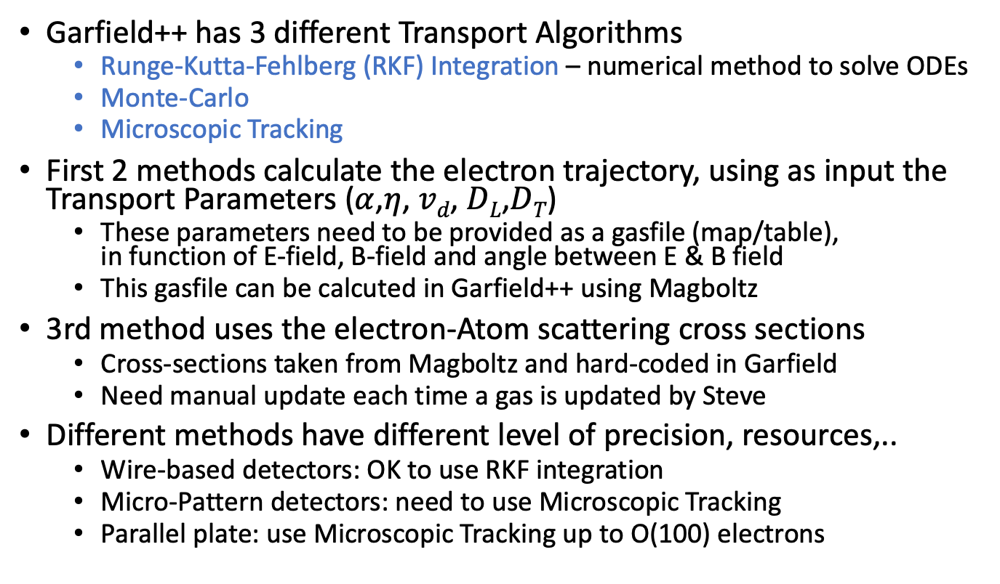 • Garfield++ has 3 different Transport Algorithms
• Runge-Kutta-Fehlberg (RKF) Integration – numerical method to solve ODEs
• Monte-Carlo
• Microscopic Tracking
• First 2 methods calculate the electron trajectory, using as input the
Transport Parameters (α,η, v_d, D_L,D_T)
• These parameters need to be provided as a gasfile (map/table),
in function of E-field, B-field and angle between E & B field
• This gasfile can be calcuted in Garfield++ using Magboltz
• 3rd method uses the electron-Atom scattering cross sections
• Cross-sections taken from Magboltz and hard-coded in Garfield
• Need manual update each time a gas is updated by Steve
• Different methods have different level of precision, resources,..
• Wire-based detectors: OK to use RKF integration
• Micro-Pattern detectors: need to use Microscopic Tracking
• Parallel plate: use Microscopic Tracking up to O(100) electrons